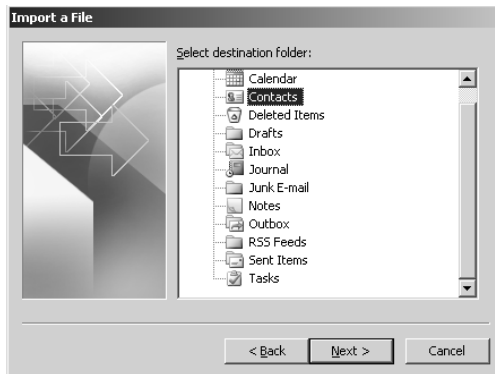 Import a File
Select destination folder:
Calendar
Contacts
Deleted Items
Drafts
Inbox
Journal
Junk E-mail
Notes
Outbox
RSS Feeds
Sent Items
Tasks
< Back Next > Cancel